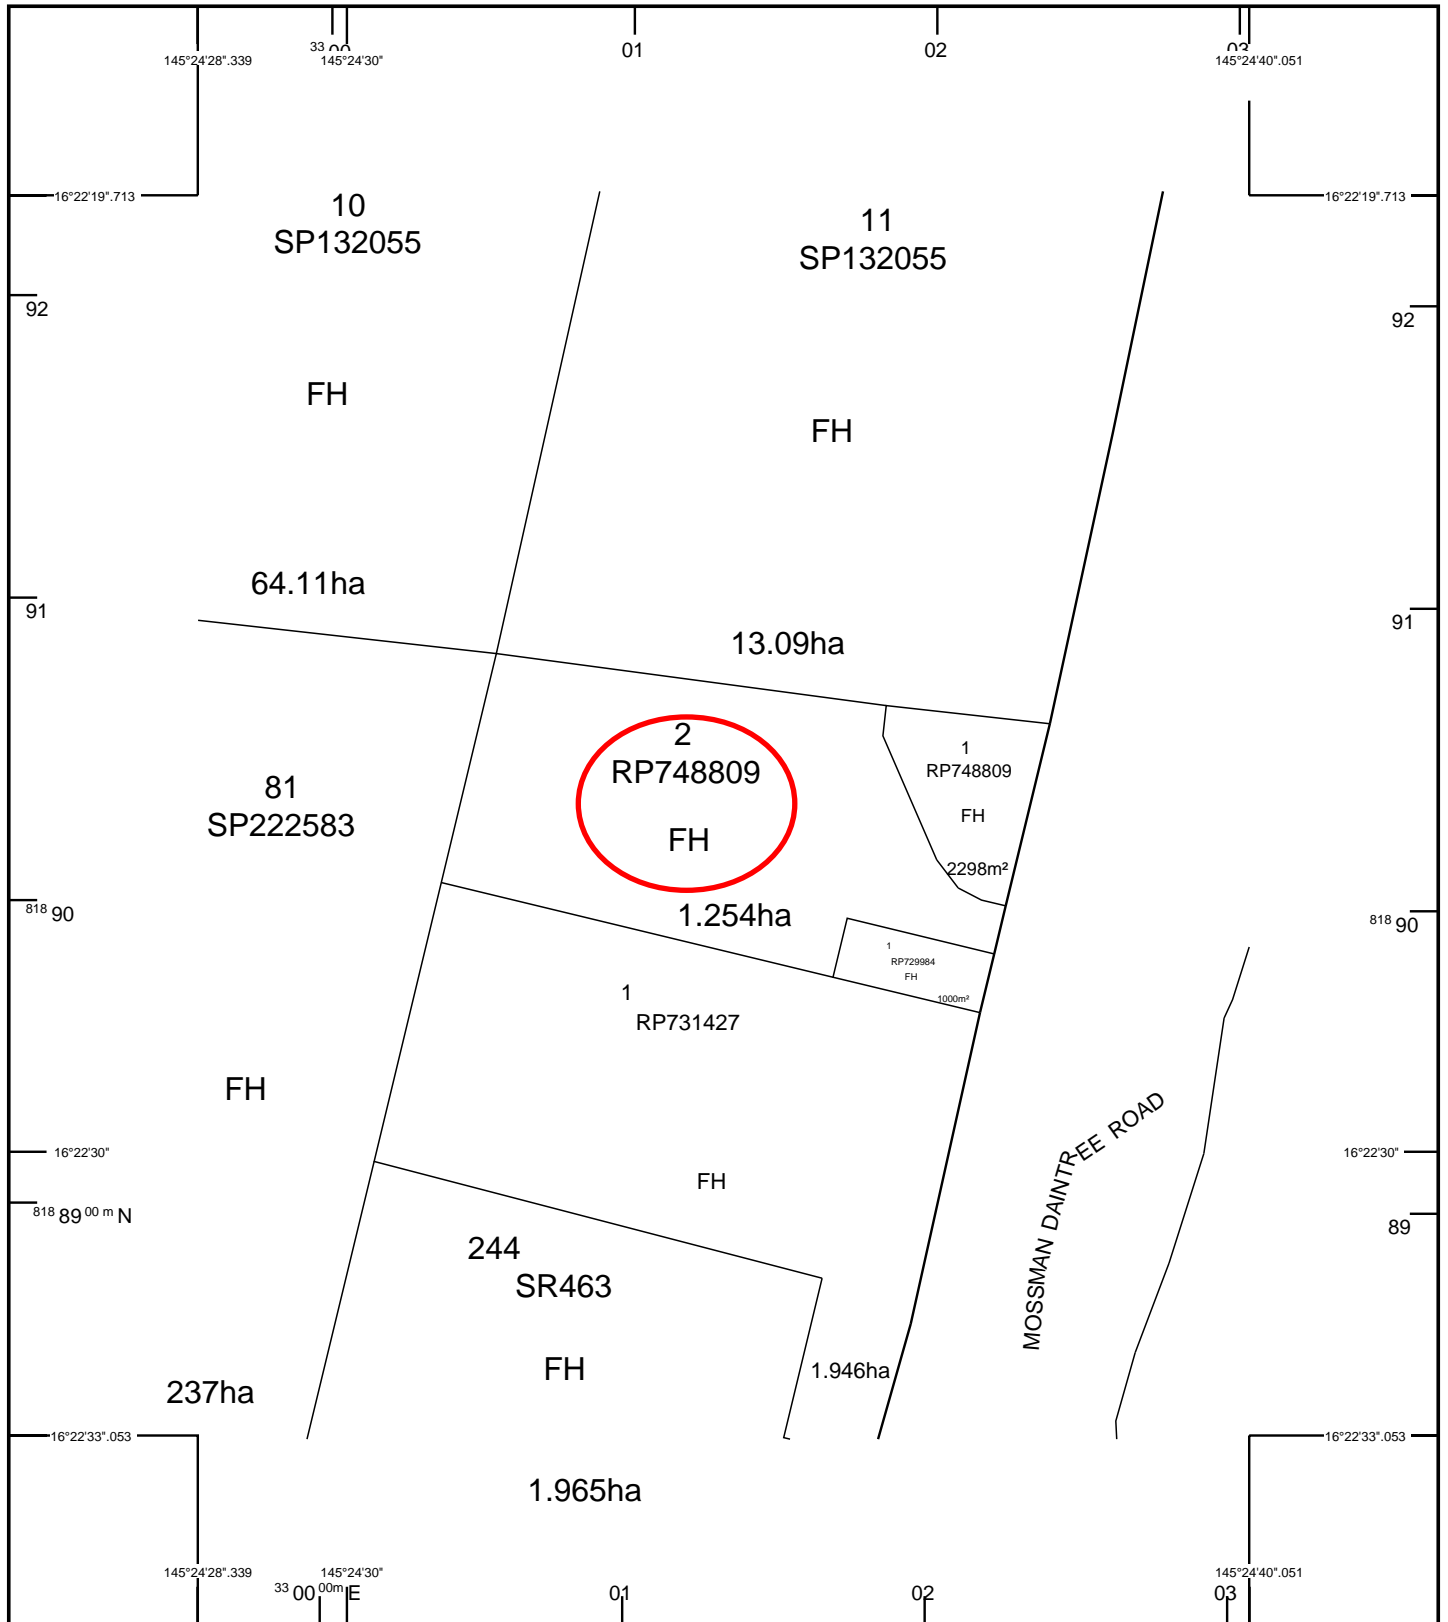 33 00
01
02
03
145°24'28".339
145°24'30"
145°24'40".051
16°22'19".713
16°22'19".713
10
SP132055
11
SP132055
92
92
FH
FH
64.11ha
91
91
13.09ha
2
RP748809
FH
1.254ha
1
RP748809
FH
2298m²
81
SP222583
818 90
818 90
1
RP729984
FH
1000m²
1
RP731427
FH
FH
MOSSMAN DAINTREE ROAD
16°22'30"
16°22'30"
818 89 00 m N
89
244
SR463
FH
1.946ha
237ha
16°22'33".053
16°22'33".053
1.965ha
145°24'28".339
145°24'30"
145°24'40".051
33 00 00m E
01
02
03